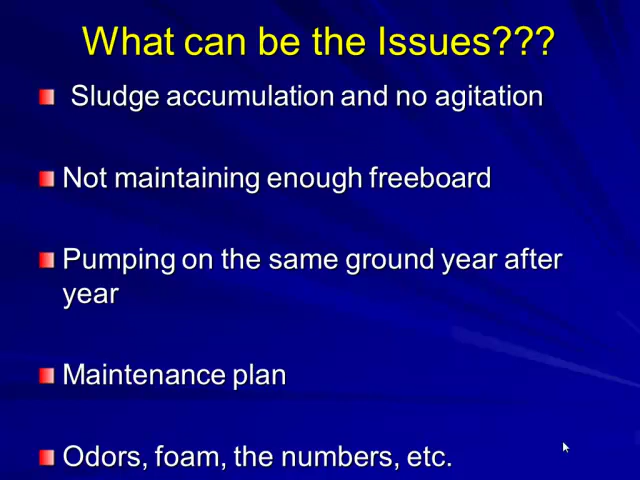 What can be the Issues???
Sludge accumulation and no agitation
Not maintaining enough freeboard
Pumping on the same ground year after
year
Maintenance plan
Odors, foam, the numbers, etc.